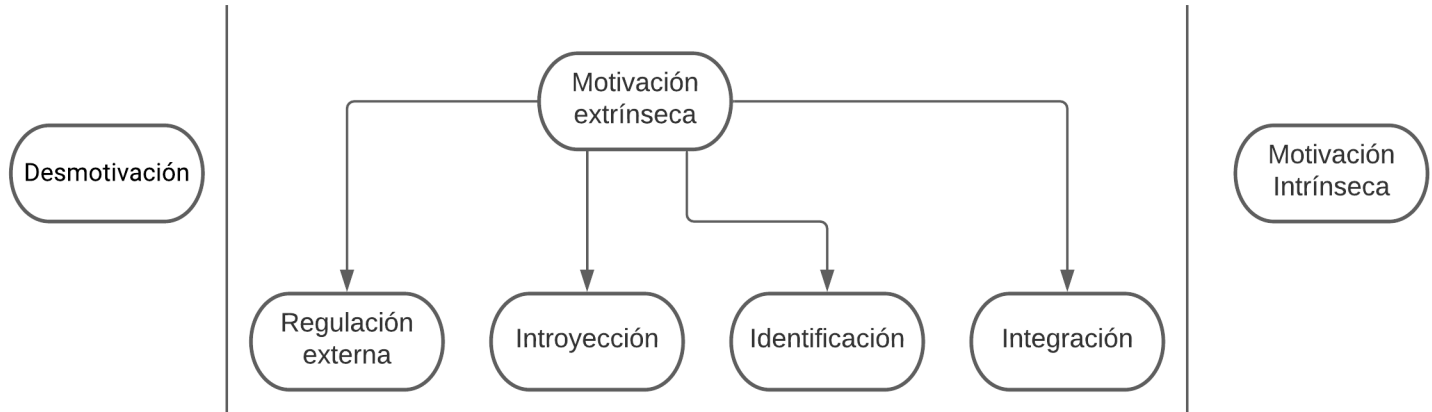 Motivación
extrínseca
Desmotivación
Motivación
Intrínseca
Regulación
externa
Introyección
Identificación
Integración